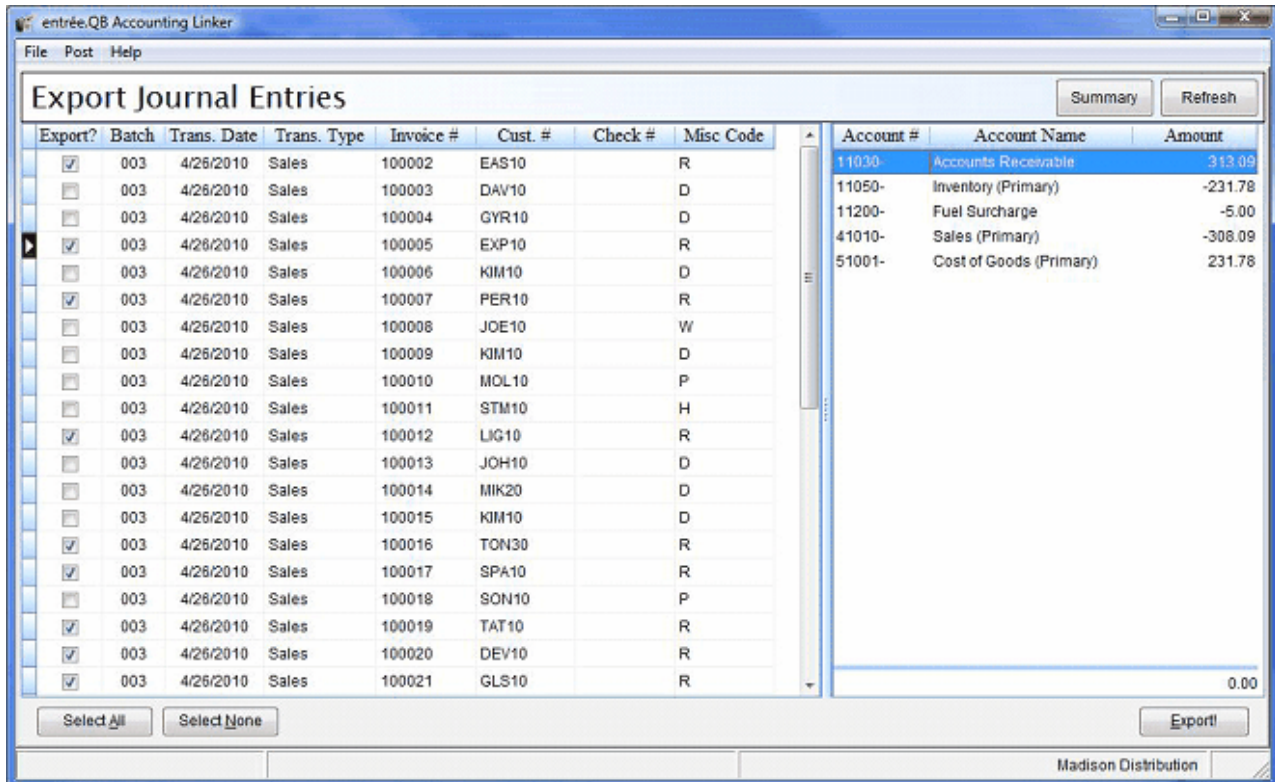 entrée.QB Accounting Linker
File Post Help
Export Journal Entries
Summary
Refresh
Export? Batch Trans. Date Trans. Type Invoice # Cust. # Check # Misc Code
003 4/26/2010 Sales 100002 EAS10 R
003 4/26/2010 Sales 100003 DAV10 D
003 4/26/2010 Sales 100004 GYR10 D
003 4/26/2010 Sales 100005 EXP10 R
003 4/26/2010 Sales 100006 KIM10 D
003 4/26/2010 Sales 100007 PER10 R
003 4/26/2010 Sales 100008 JOE10 W
003 4/26/2010 Sales 100009 KIM10 D
003 4/26/2010 Sales 100010 MOL10 P
003 4/26/2010 Sales 100011 STM10 H
003 4/26/2010 Sales 100012 LIG10 R
003 4/26/2010 Sales 100013 JOH10 D
003 4/26/2010 Sales 100014 MIK20 D
003 4/26/2010 Sales 100015 KIM10 D
003 4/26/2010 Sales 100016 TON30 R
003 4/26/2010 Sales 100017 SPA10 R
003 4/26/2010 Sales 100018 SON10 P
003 4/26/2010 Sales 100019 TAT10 R
003 4/26/2010 Sales 100020 DEV10 R
003 4/26/2010 Sales 100021 GLS10 R
Account # Account Name Amount
11030- Accounts Receivable 313.09
11050- Inventory (Primary) -231.78
11200- Fuel Surcharge -5.00
41010- Sales (Primary) -308.09
51001- Cost of Goods (Primary) 231.78
0.00
Select All
Select None
Export!
Madison Distribution